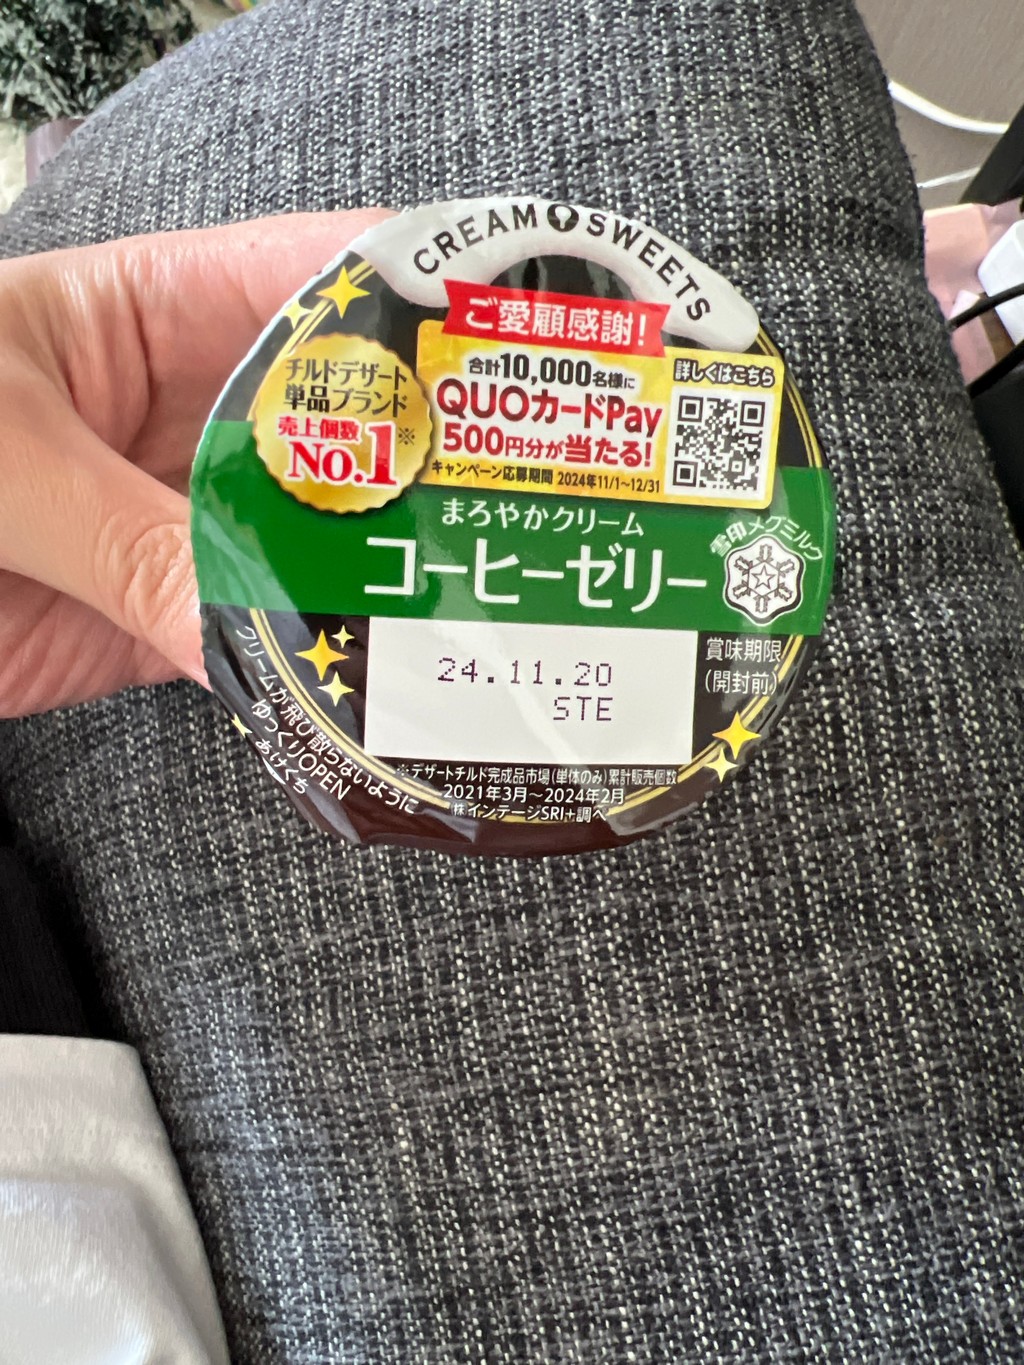 CREAM SWEETS
ご愛顧感謝!
チルドデザート
単品ブランド
売上個数
No.1※
合計10,000名様に
QUOカードPay
500円分が当たる!
キャンペーン応募期間 2024年11/1~12/31
詳しくはこちら
まろやかクリーム
コーヒーゼリー
雪印メグミルク
24.11.20
STE
賞味期限
(開封前)
クリームが飛び散らないように
ゆっくりOPEN
あけくち
※デザートチルド完成品市場(単体のみ)累計販売個数
2021年3月~2024年2月
㈱インテージSRI+調べ